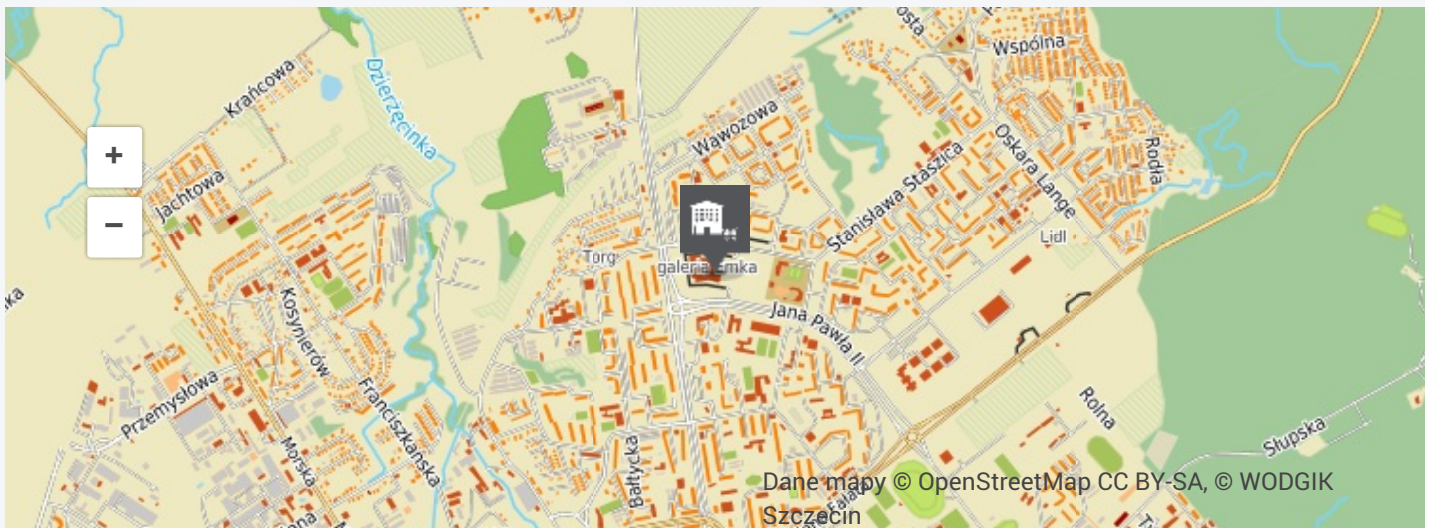 Wspólna
Krańcowa
Dzierżęcinka
Wąwozowa
Oskara Lange
Rodła
+
Jachtowa
Stanisława Staszica
−
Lidl
Torg
galeria Emka
Kosynierów
Jana Pawła II
Przemysłowa
Franciszkańska
Rolna
Morska
Bałtycka
Słupska
Dane mapy © OpenStreetMap CC BY-SA, © WODGIK
Szczecin